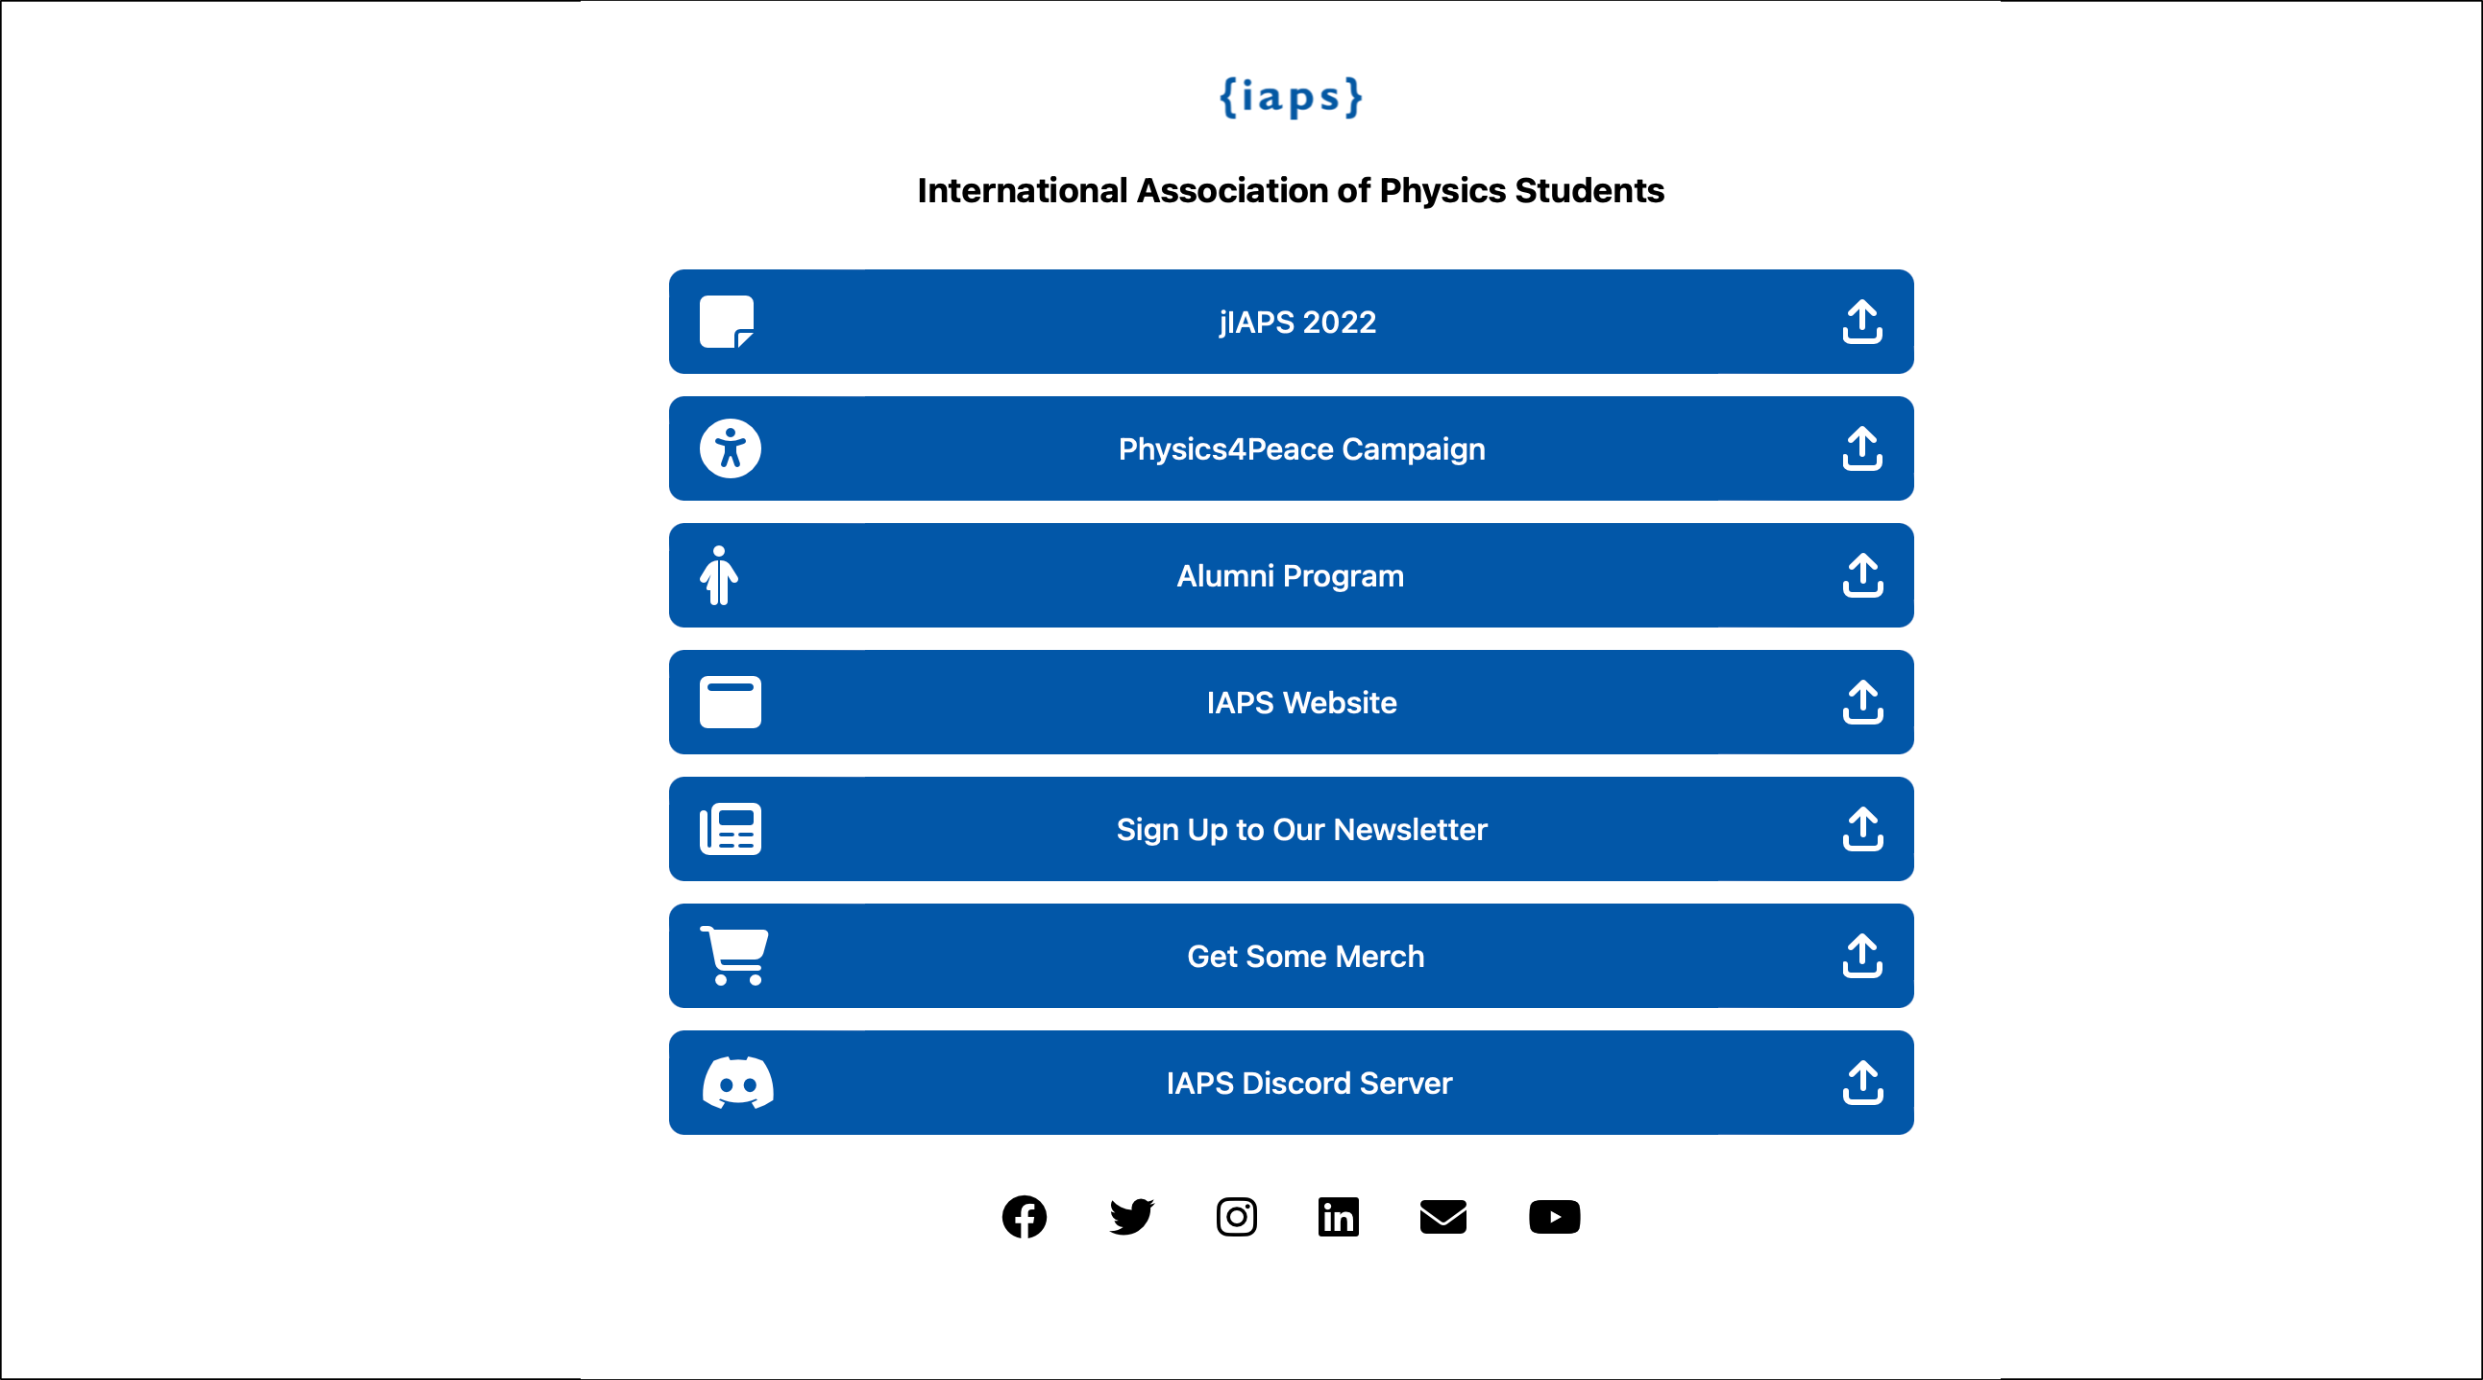 {iaps}
International Association of Physics Students
jIAPS 2022
Physics4Peace Campaign
Alumni Program
IAPS Website
Sign Up to Our Newsletter
Get Some Merch
IAPS Discord Server